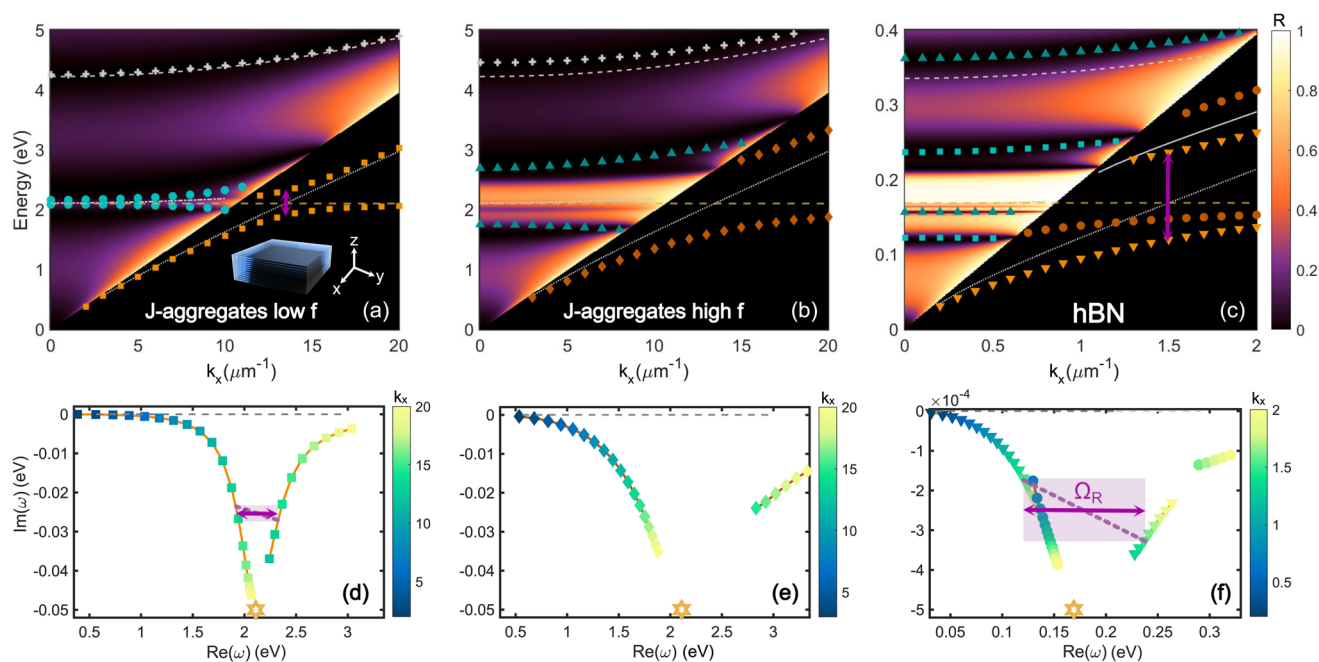 R
5
4
3
2
1
0
Energy (eV)
0 5 10 15 20
kx(μm⁻¹)
J-aggregates low f (a)
z
y
x
5
4
3
2
1
0
0 5 10 15 20
kx(μm⁻¹)
J-aggregates high f (b)
0.4
0.3
0.2
0.1
0
0 0.5 1 1.5 2
kx(μm⁻¹)
hBN (c)
1
0.8
0.6
0.4
0.2
0
0
-0.01
-0.02
-0.03
-0.04
-0.05
Im(ω) (eV)
0.5 1 1.5 2 2.5 3
Re(ω) (eV)
(d)
kx
20
15
10
5
0
-0.01
-0.02
-0.03
-0.04
-0.05
0.5 1 1.5 2 2.5 3
Re(ω) (eV)
(e)
kx
20
15
10
5
×10⁻⁴
0
-1
-2
-3
-4
-5
0.05 0.1 0.15 0.2 0.25 0.3
Re(ω) (eV)
ΩR
(f)
kx
2
1.5
1
0.5